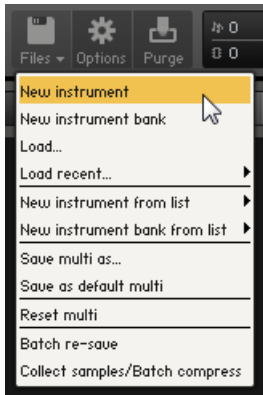 Files Options Purge 0
0
New instrument
New instrument bank
Load...
Load recent...
New instrument from list
New instrument bank from list
Save multi as...
Save as default multi
Reset multi
Batch re-save
Collect samples/Batch compress